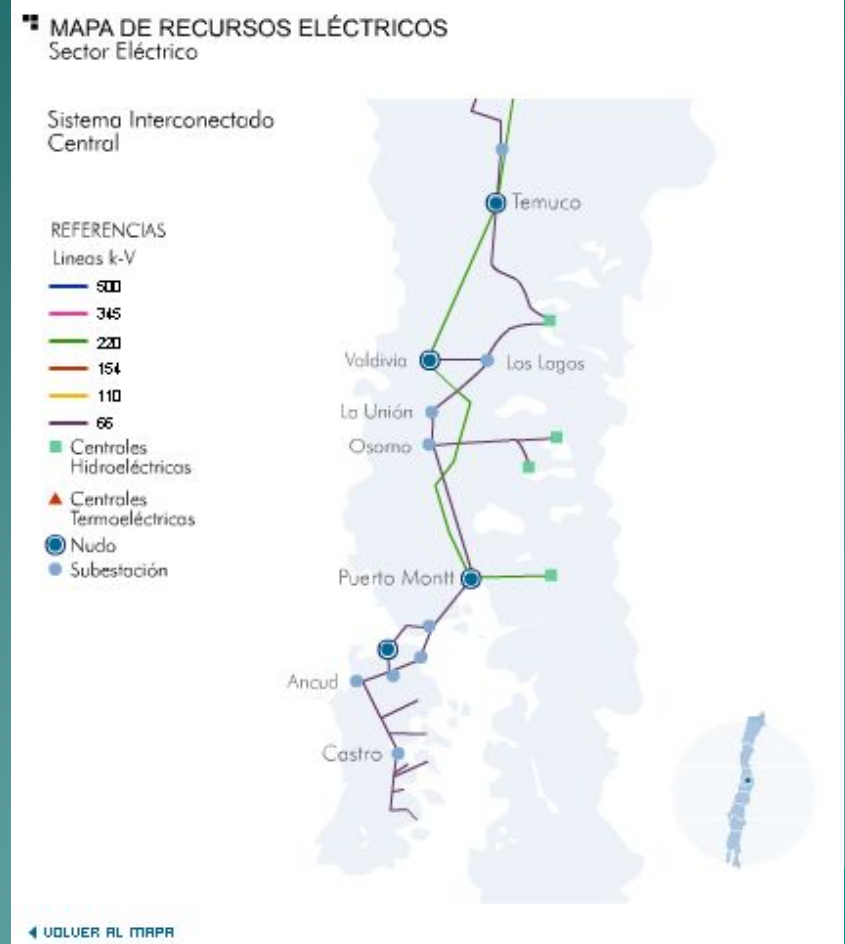 MAPA DE RECURSOS ELÉCTRICOS
Sector Eléctrico
Sistema Interconectado
Central
REFERENCIAS
Lineas k-V
500
345
220
154
110
66
Centrales
Hidroeléctricas
Centrales
Termoeléctricas
Nudo
Subestación
Temuco
Valdivia
Los Lagos
La Unión
Osorno
Puerto Montt
Ancud
Castro
VOLVER AL MAPA